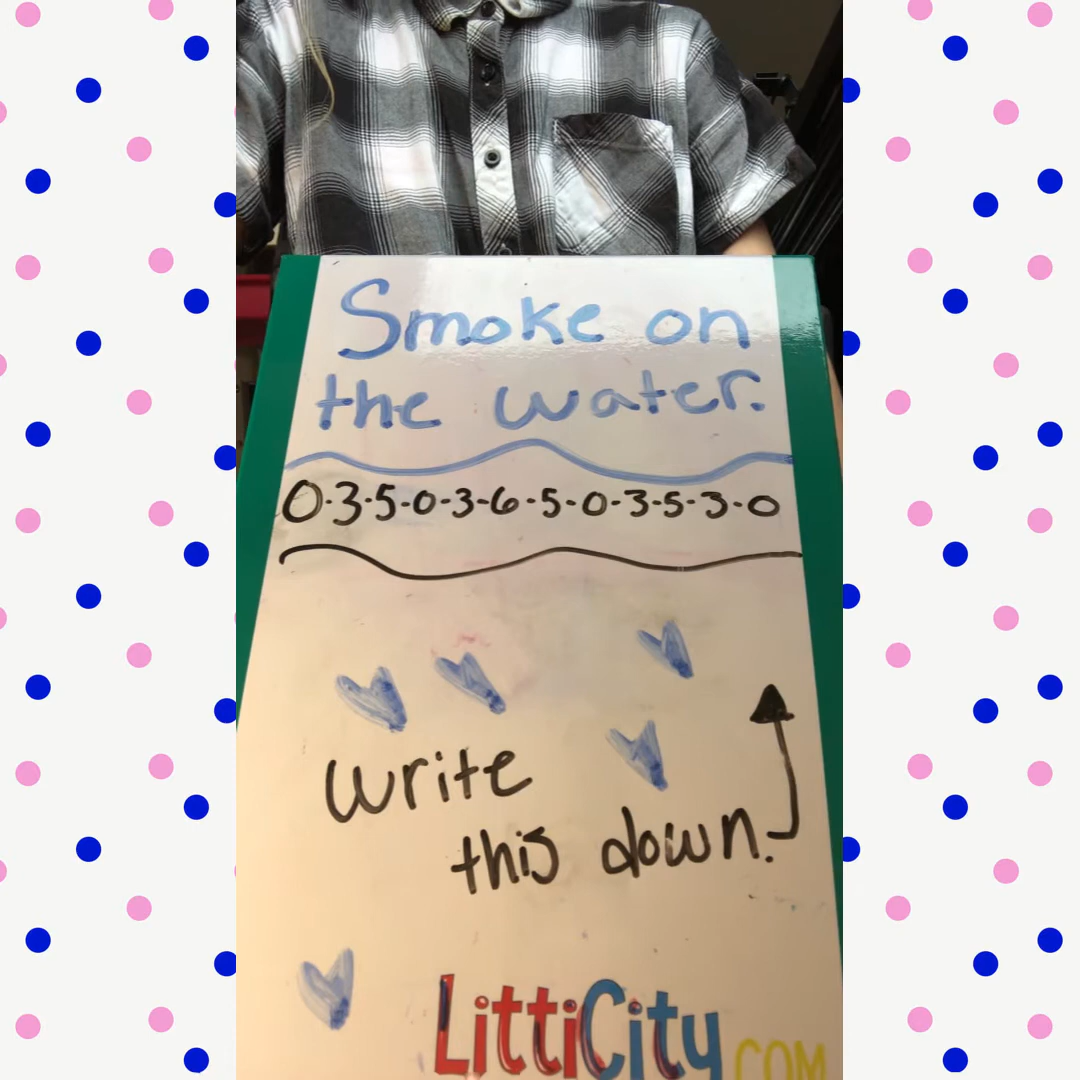 Smoke on
the water.
0-3-5-0-3-6-5-0-3-5-3-0
write
this down.
LittiCity
.COM